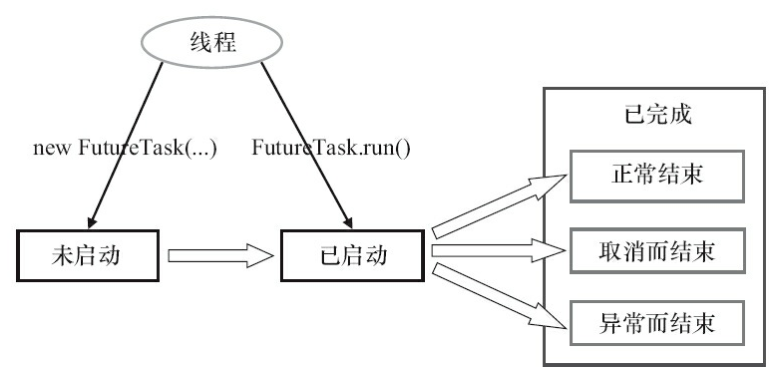 线程
new FutureTask(...)
FutureTask.run()
未启动
已启动
已完成
正常结束
取消而结束
异常而结束